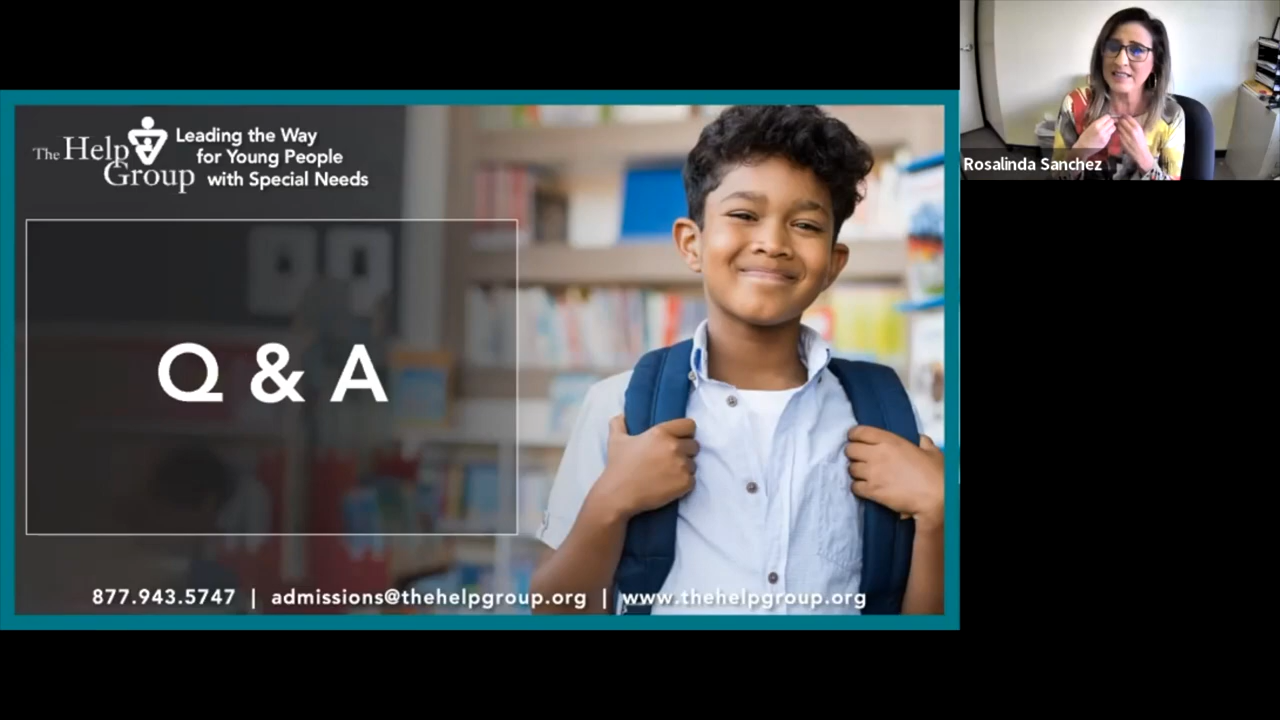 The Help Group
Leading the Way
for Young People
with Special Needs
Q & A
877.943.5747 | admissions@thehelpgroup.org | www.thehelpgroup.org
Rosalinda Sanchez